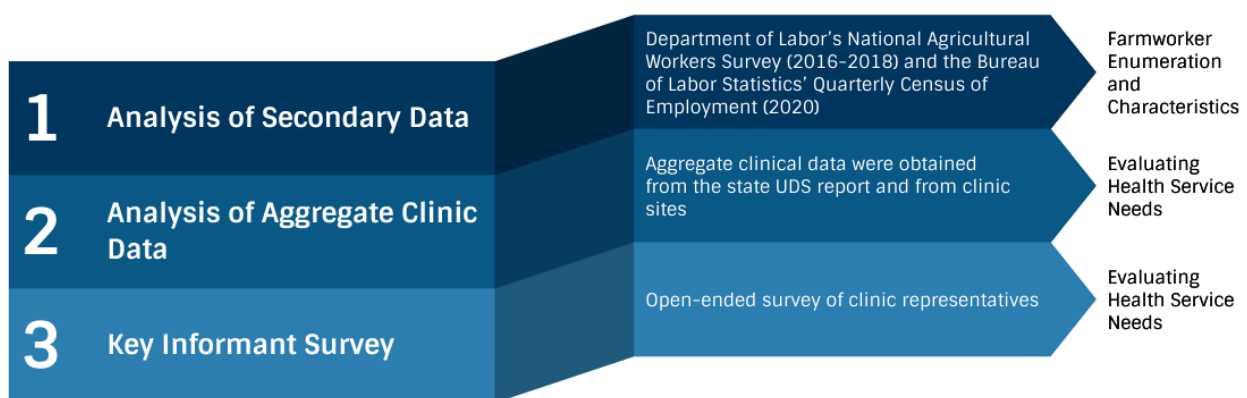 1
Analysis of Secondary Data
Department of Labor's National Agricultural
Workers Survey (2016-2018) and the Bureau
of Labor Statistics' Quarterly Census of
Employment (2020)
Farmworker
Enumeration
and
Characteristics
2
Analysis of Aggregate Clinic
Data
Aggregate clinical data were obtained
from the state UDS report and from clinic
sites
Evaluating
Health Service
Needs
3
Key Informant Survey
Open-ended survey of clinic representatives
Evaluating
Health Service
Needs